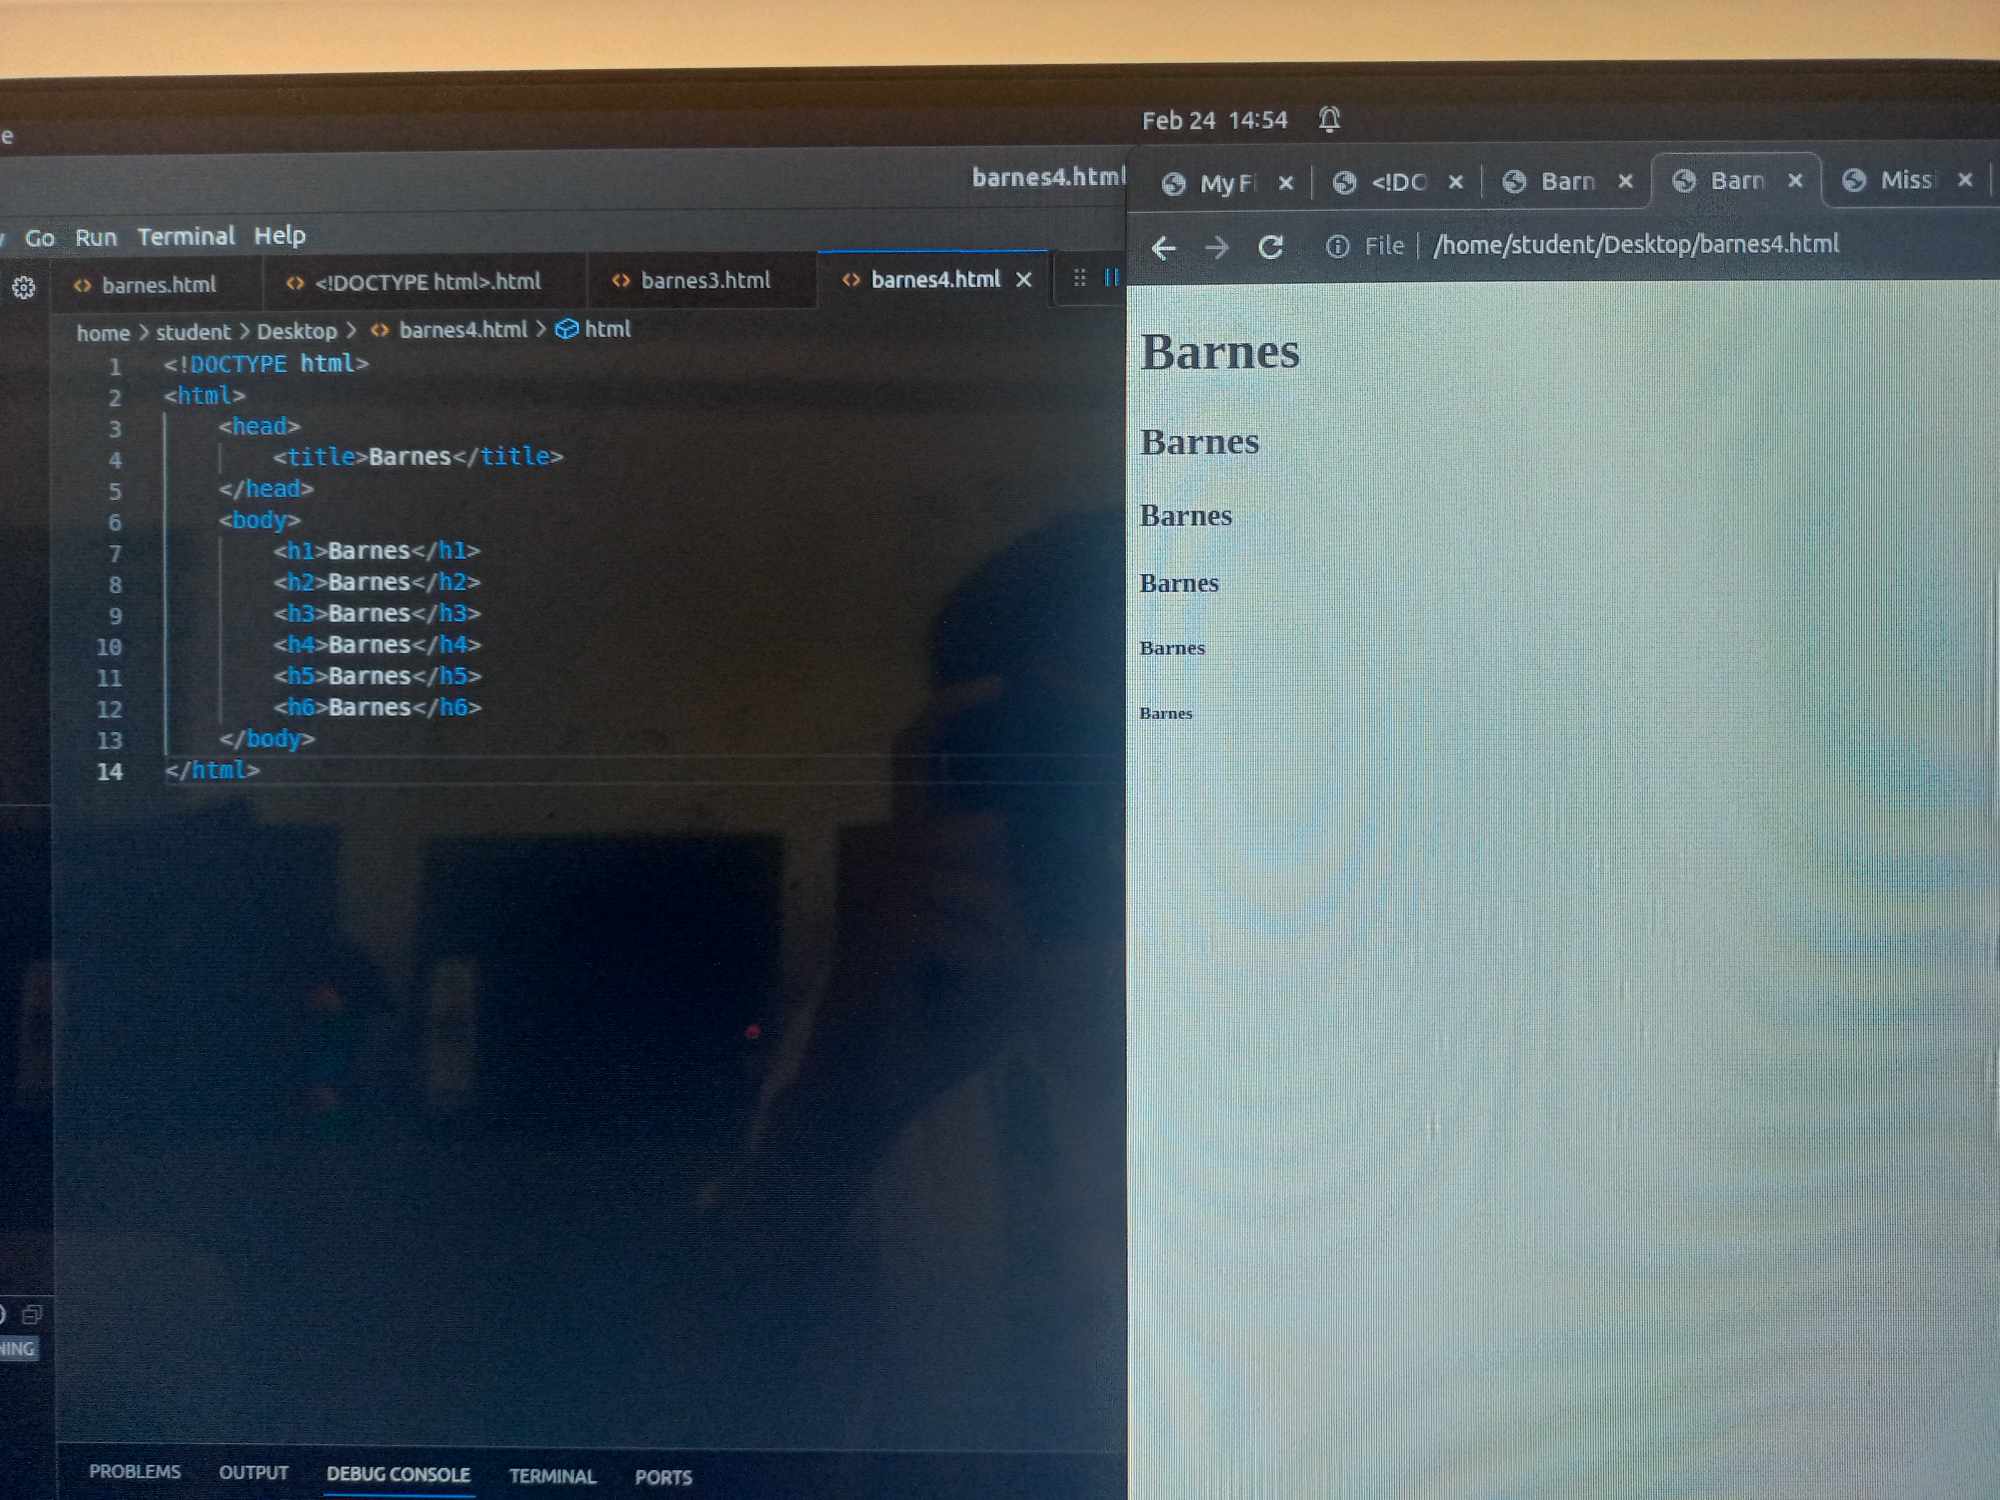 Feb 24 14:54
barnes4.html
Go Run Terminal Help
barnes.html <!DOCTYPE html>.html barnes3.html barnes4.html
home > student > Desktop > barnes4.html > html
1 <!DOCTYPE html>
2 <html>
3 <head>
4 <title>Barnes</title>
5 </head>
6 <body>
7 <h1>Barnes</h1>
8 <h2>Barnes</h2>
9 <h3>Barnes</h3>
10 <h4>Barnes</h4>
11 <h5>Barnes</h5>
12 <h6>Barnes</h6>
13 </body>
14 </html>
NING
PROBLEMS OUTPUT DEBUG CONSOLE TERMINAL PORTS
My Fi <!DO Barn Barn Miss
File /home/student/Desktop/barnes4.html
Barnes
Barnes
Barnes
Barnes
Barnes
Barnes